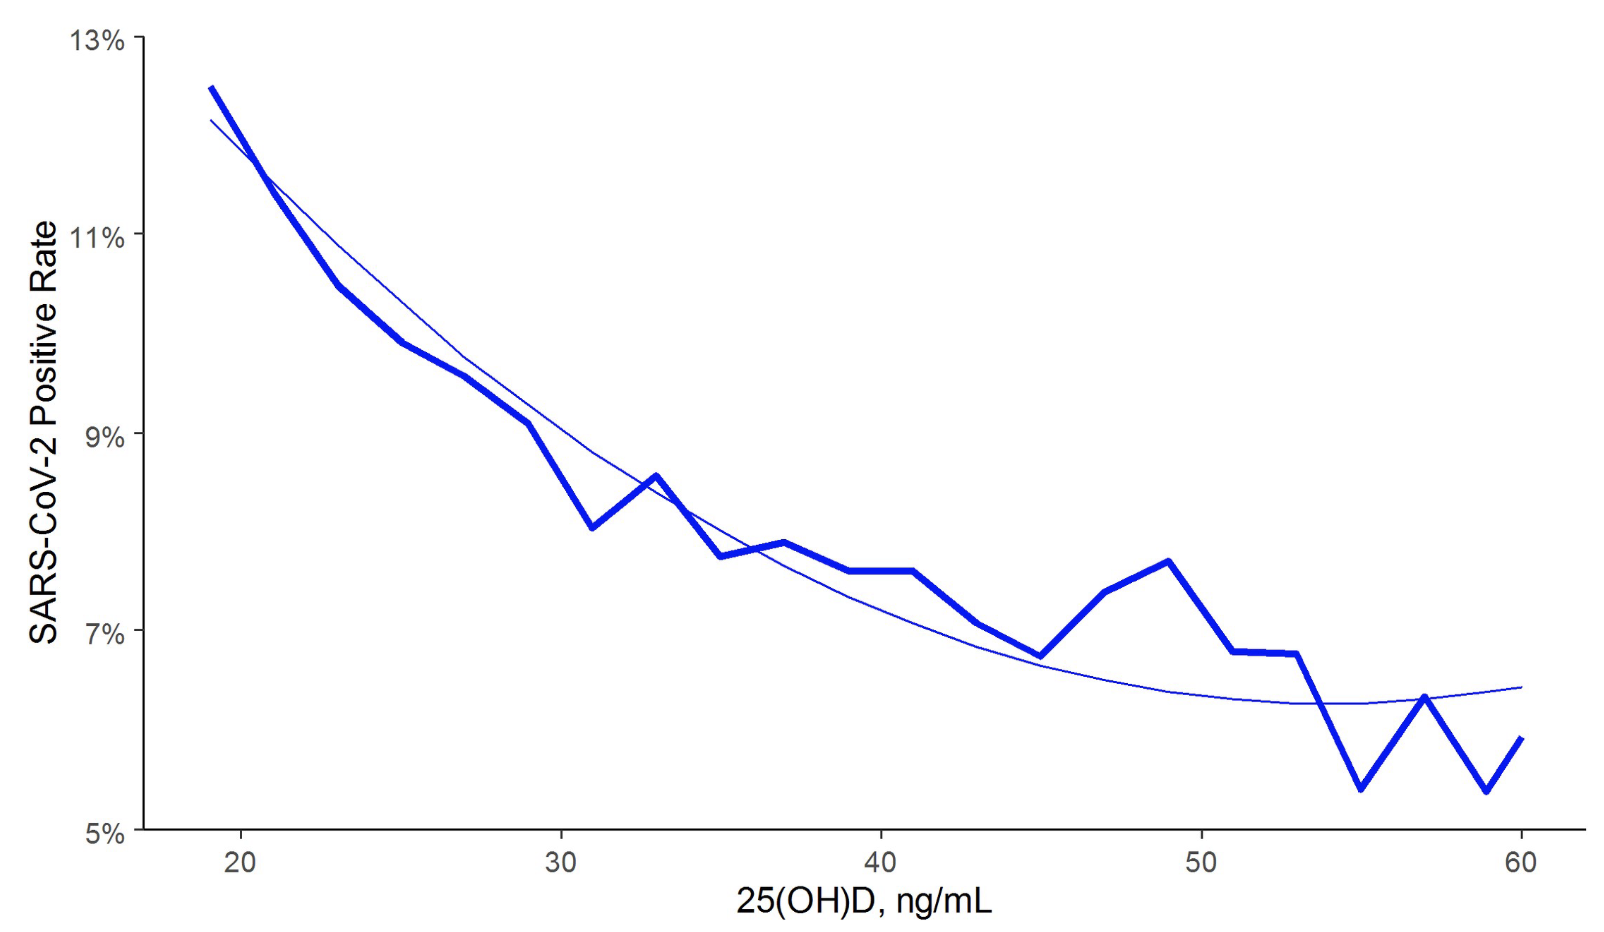 SARS-CoV-2 Positive Rate
13%
11%
9%
7%
5%
20 30 40 50 60
25(OH)D, ng/mL